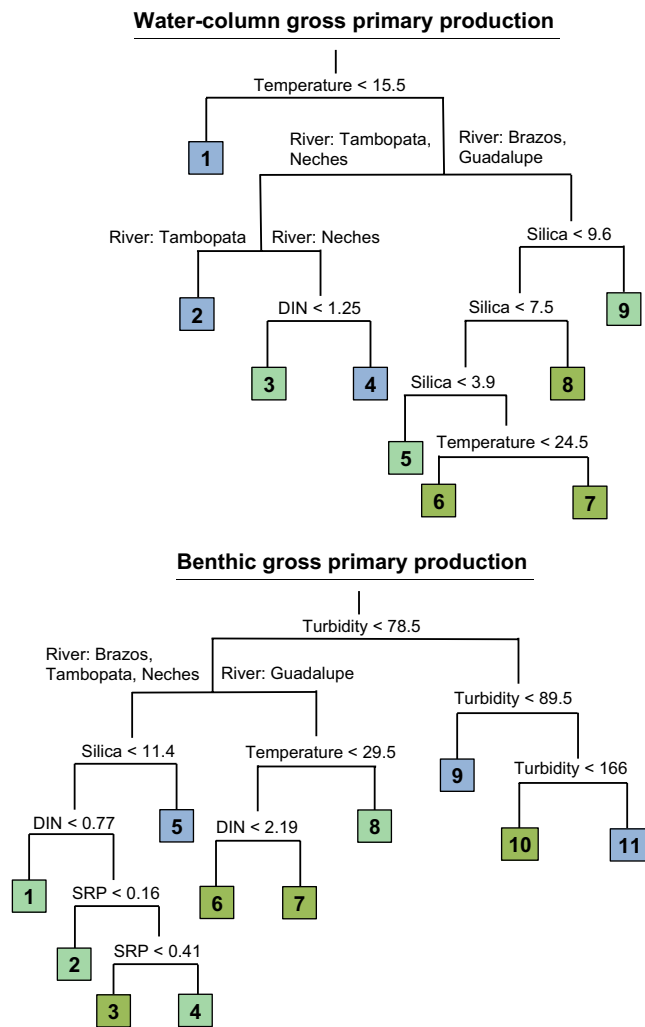 Water-column gross primary production
Temperature < 15.5
River: Tambopata,
Neches
River: Brazos,
Guadalupe
1
River: Tambopata
River: Neches
Silica < 9.6
2
DIN < 1.25
Silica < 7.5
9
3
4
Silica < 3.9
8
5
Temperature < 24.5
6
7
Benthic gross primary production
Turbidity < 78.5
River: Brazos,
Tambopata, Neches
River: Guadalupe
Turbidity < 89.5
Silica < 11.4
Temperature < 29.5
9
Turbidity < 166
DIN < 0.77
5
DIN < 2.19
8
10
11
1
SRP < 0.16
6
7
2
SRP < 0.41
3
4